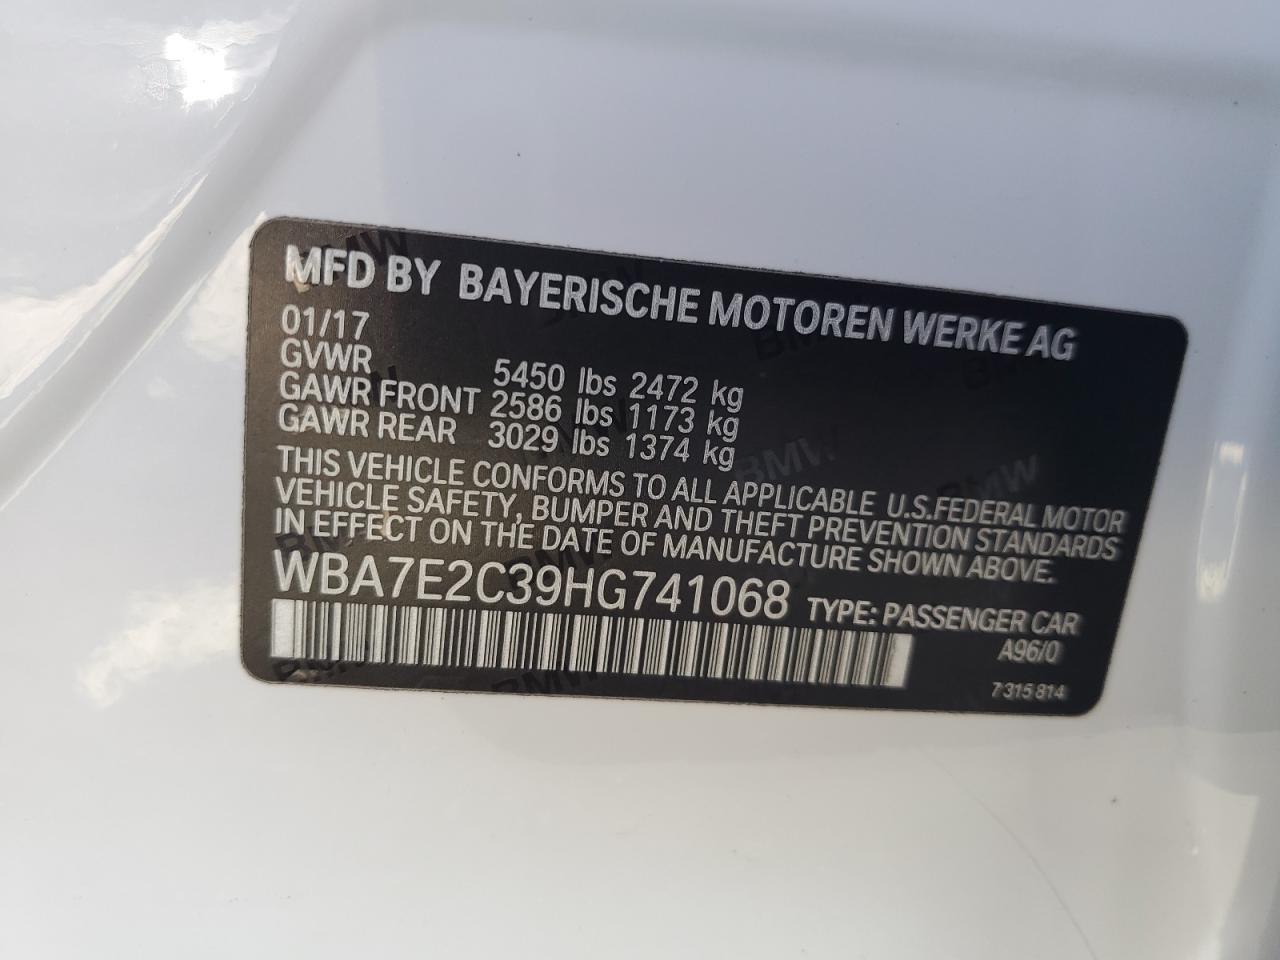 MFD BY BAYERISCHE MOTOREN WERKE AG
01/17
GVWR 5450 lbs 2472 kg
GAWR FRONT 2586 lbs 1173 kg
GAWR REAR 3029 lbs 1374 kg
THIS VEHICLE CONFORMS TO ALL APPLICABLE U.S.FEDERAL MOTOR
VEHICLE SAFETY, BUMPER AND THEFT PREVENTION STANDARDS
IN EFFECT ON THE DATE OF MANUFACTURE SHOWN ABOVE.
WBA7E2C39HG741068 TYPE: PASSENGER CAR
A96/0
7 315 814